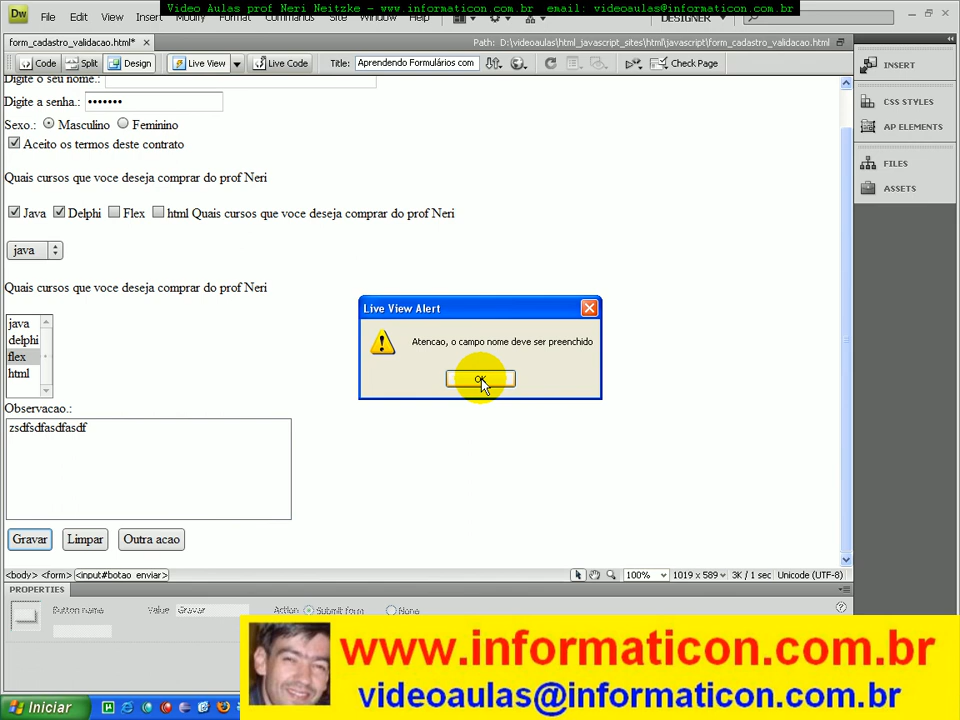 Video Aulas prof Neri Neitzke - www.informaticon.com.br email: videoaulas@informaticon.com.br
Dw File Edit View Insert Modify Format Commands Site Window Help DESIGNER
form_cadastro_validacao.html* Path: D:\videoaulas\html_javascript_sites\html\javascript\form_cadastro_validacao.html
Code Split Design Live View Live Code Title: Aprendendo Formulários com Check Page
INSERT
CSS STYLES
AP ELEMENTS
FILES
ASSETS
Digite o seu nome.:
Digite a senha.: •••••••
Sexo.: Masculino Feminino
Aceito os termos deste contrato
Quais cursos que voce deseja comprar do prof Neri
Java Delphi Flex html Quais cursos que voce deseja comprar do prof Neri
java
Quais cursos que voce deseja comprar do prof Neri
java
delphi
flex
html
Live View Alert
Atencao, o campo nome deve ser preenchido
OK
Observacao.:
zsdfsdfasdfasdf
Gravar Limpar Outra acao
<body> <form> <input#botao_enviar> 100% 1019 x 589 3K / 1 sec Unicode (UTF-8)
PROPERTIES
Button name Value Gravar Action Submit form None
www.informaticon.com.br
videoaulas@informaticon.com.br
Iniciar